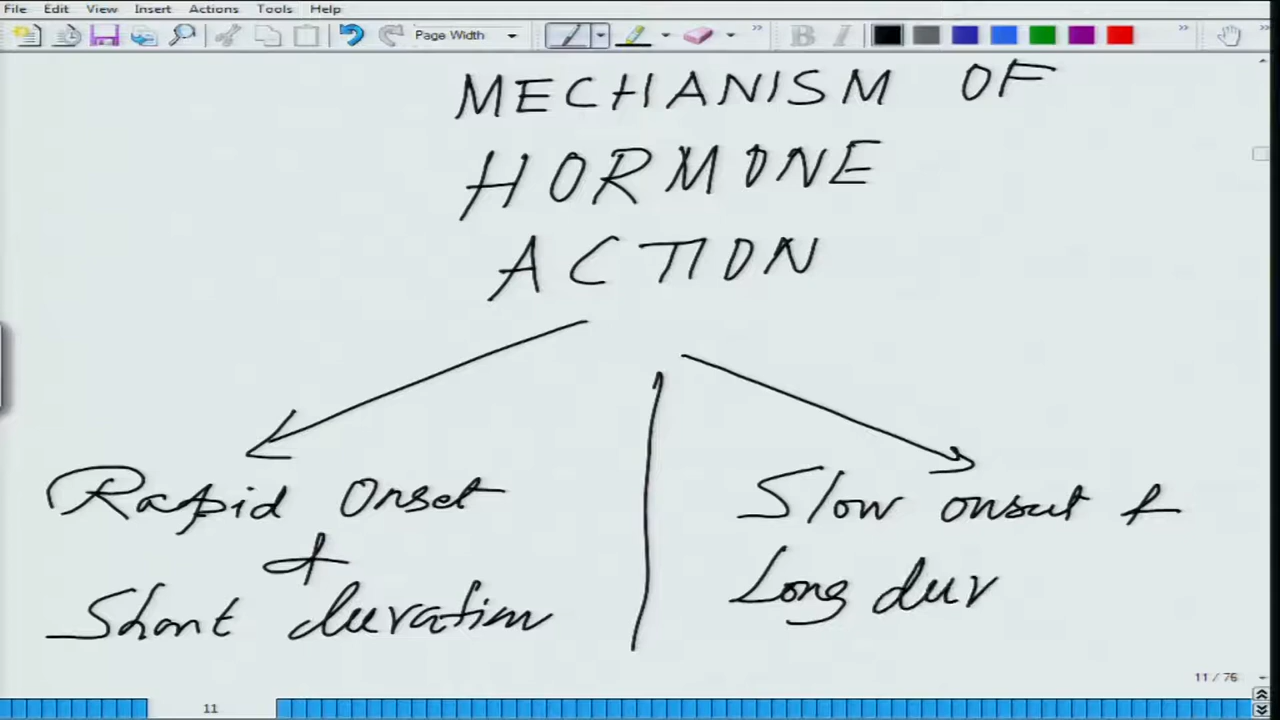 File Edit View Insert Actions Tools Help
Page Width
MECHANISM OF
HORMONE
ACTION
Rapid Onset
&
Short duration
Slow onset &
Long dur
11 / 76
11